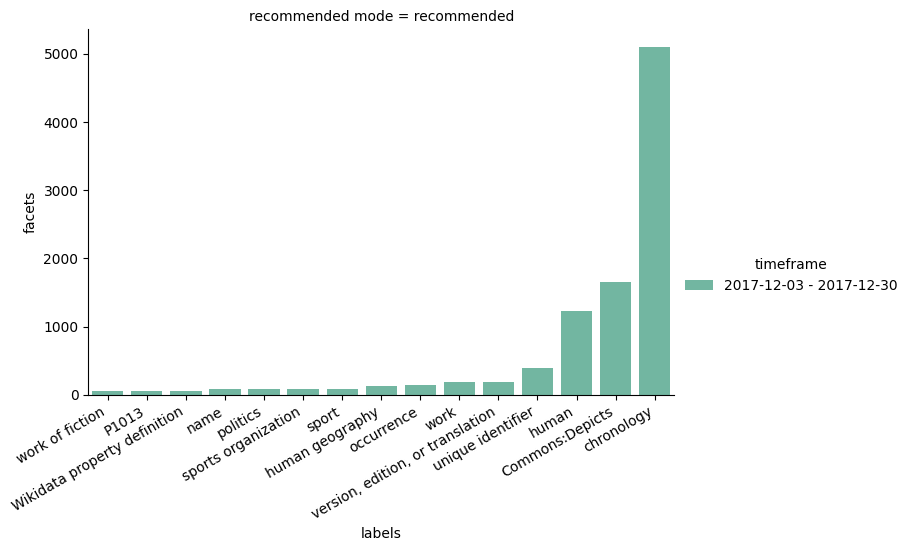 recommended mode = recommended
5000
4000
3000
2000
1000
0
facets
work of fiction
P1013
Wikidata property definition
name
politics
sports organization
sport
human geography
occurrence
work
version, edition, or translation
unique identifier
human
Commons:Depicts
chronology
labels
timeframe
2017-12-03 - 2017-12-30